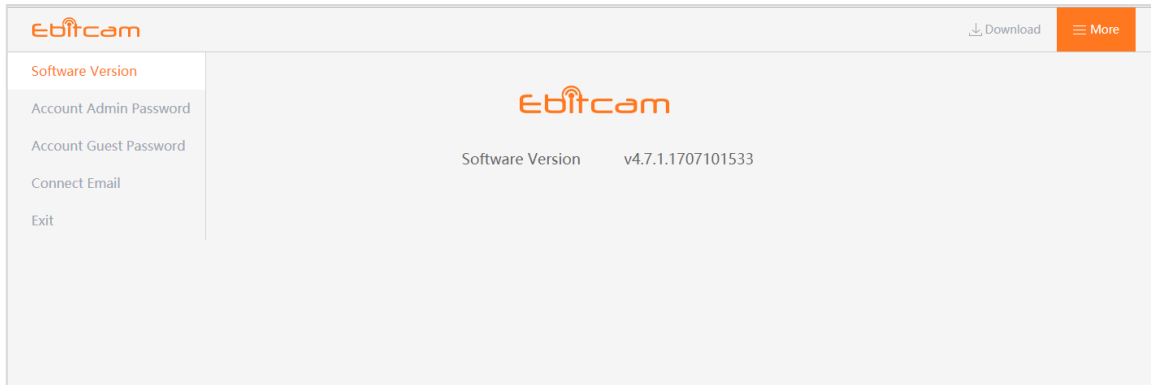 Ebitcam
Download
More
Software Version
Account Admin Password
Account Guest Password
Connect Email
Exit
Ebitcam
Software Version v4.7.1.1707101533